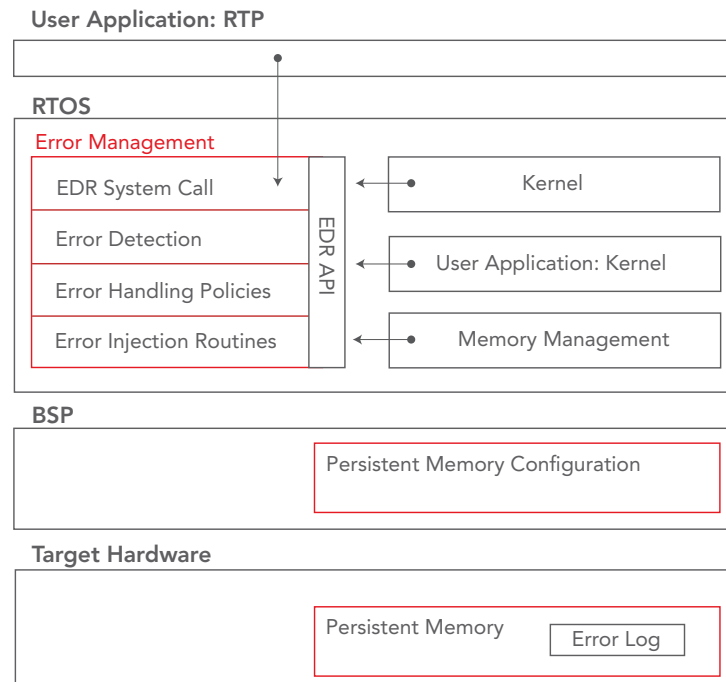 User Application: RTP
RTOS
Error Management
EDR System Call
Error Detection
Error Handling Policies
Error Injection Routines
EDR API
Kernel
User Application: Kernel
Memory Management
BSP
Persistent Memory Configuration
Target Hardware
Persistent Memory
Error Log